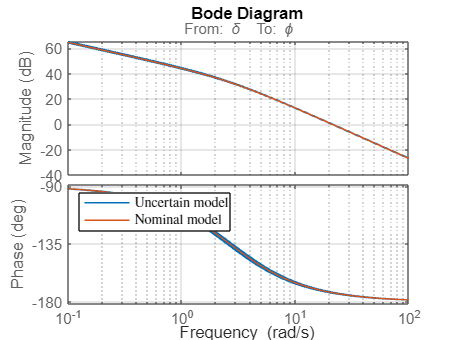 Bode Diagram
From: δ To: ϕ
Magnitude (dB)
60
40
20
0
-20
-40
Phase (deg)
-90
-135
-180
Uncertain model
Nominal model
10^-1
10^0
10^1
10^2
Frequency (rad/s)